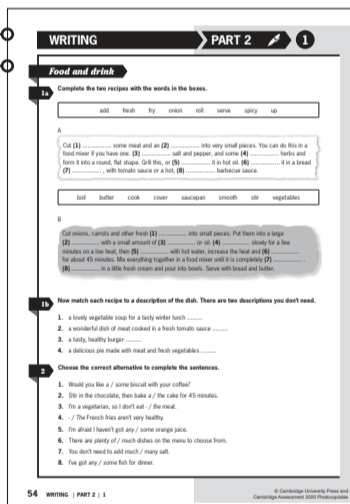 WRITING PART 2 1
Food and drink
1a Complete the two recipes with the words in the boxes.
add fresh fry onion roll serve spicy up
A
Cut (1) .............. some meat and an (2) .............. into very small pieces. You can do this in a
food mixer if you have one. (3) .............. salt and pepper, and some (4) .............. herbs and
form it into a round, flat shape. Grill this, or (5) .............. it in hot oil. (6) .............. it in a bread
(7) .............. , with tomato sauce or a hot, (8) .............. barbecue sauce.
boil butter cook cover saucepan smooth stir vegetables
B
Cut onions, carrots and other fresh (1) .............. into small pieces. Put them into a large
(2) .............. with a small amount of (3) .............. or oil. (4) .............. slowly for a few
minutes on a low heat, then (5) .............. with hot water, increase the heat and (6) ..............
for about 45 minutes. Mix everything together in a food mixer until it is completely (7) .............. .
(8) .............. in a little fresh cream and pour into bowls. Serve with bread and butter.
1b Now match each recipe to a description of the dish. There are two descriptions you don't need.
1. a lovely vegetable soup for a tasty winter lunch ........
2. a wonderful dish of meat cooked in a fresh tomato sauce ........
3. a tasty, healthy burger ........
4. a delicious pie made with meat and fresh vegetables ........
2 Choose the correct alternative to complete the sentences.
1. Would you like a / some biscuit with your coffee?
2. Stir in the chocolate, then bake a / the cake for 45 minutes.
3. I'm a vegetarian, so I don't eat - / the meat.
4. - / The French fries aren't very healthy.
5. I'm afraid I haven't got any / some orange juice.
6. There are plenty of / much dishes on the menu to choose from.
7. You don't need to add much / many salt.
8. I've got any / some fish for dinner.
54 WRITING | PART 2 | 1
© Cambridge University Press and
Cambridge Assessment 2020 Photocopiable